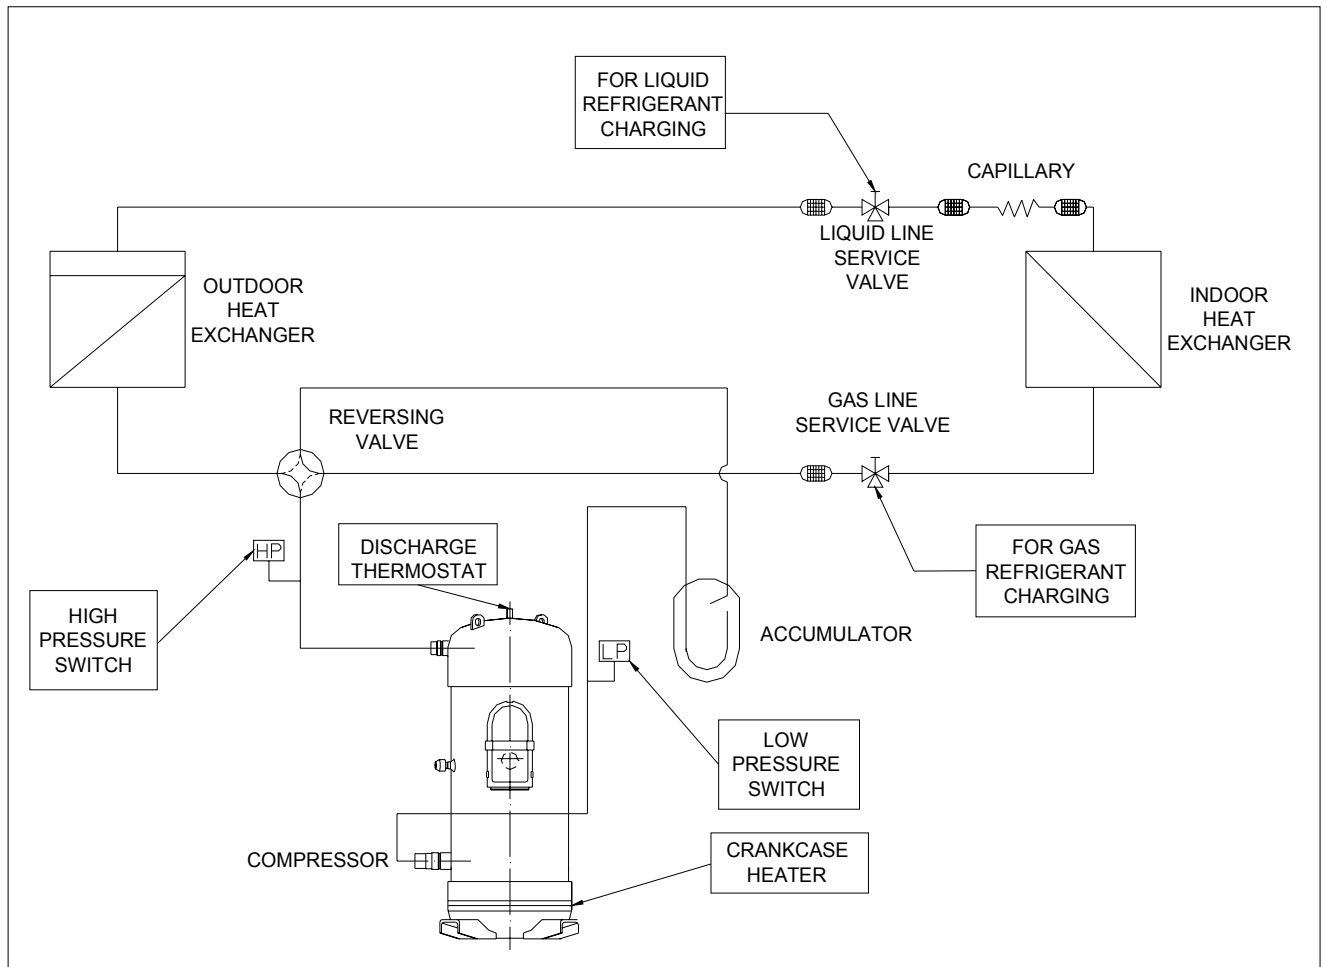 FOR LIQUID
REFRIGERANT
CHARGING
CAPILLARY
LIQUID LINE
SERVICE
VALVE
OUTDOOR
HEAT
EXCHANGER
INDOOR
HEAT
EXCHANGER
REVERSING
VALVE
GAS LINE
SERVICE VALVE
HP
DISCHARGE
THERMOSTAT
FOR GAS
REFRIGERANT
CHARGING
HIGH
PRESSURE
SWITCH
LP
ACCUMULATOR
LOW
PRESSURE
SWITCH
COMPRESSOR
CRANKCASE
HEATER